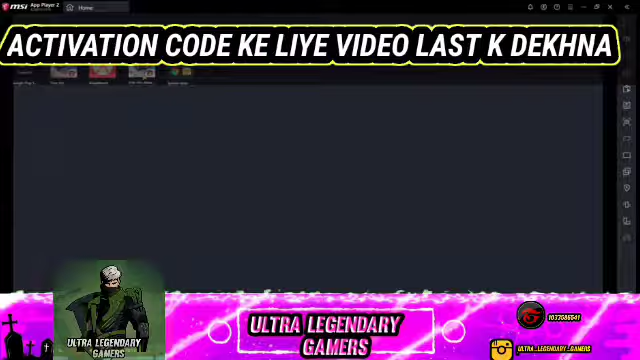 msi App Player 2 Home
ACTIVATION CODE KE LIYE VIDEO LAST K DEKHNA
ULTRA LEGENDARY
GAMERS
ULTRA LEGENDARY
GAMERS
ULTRA_LEGENDARY_GAMERS